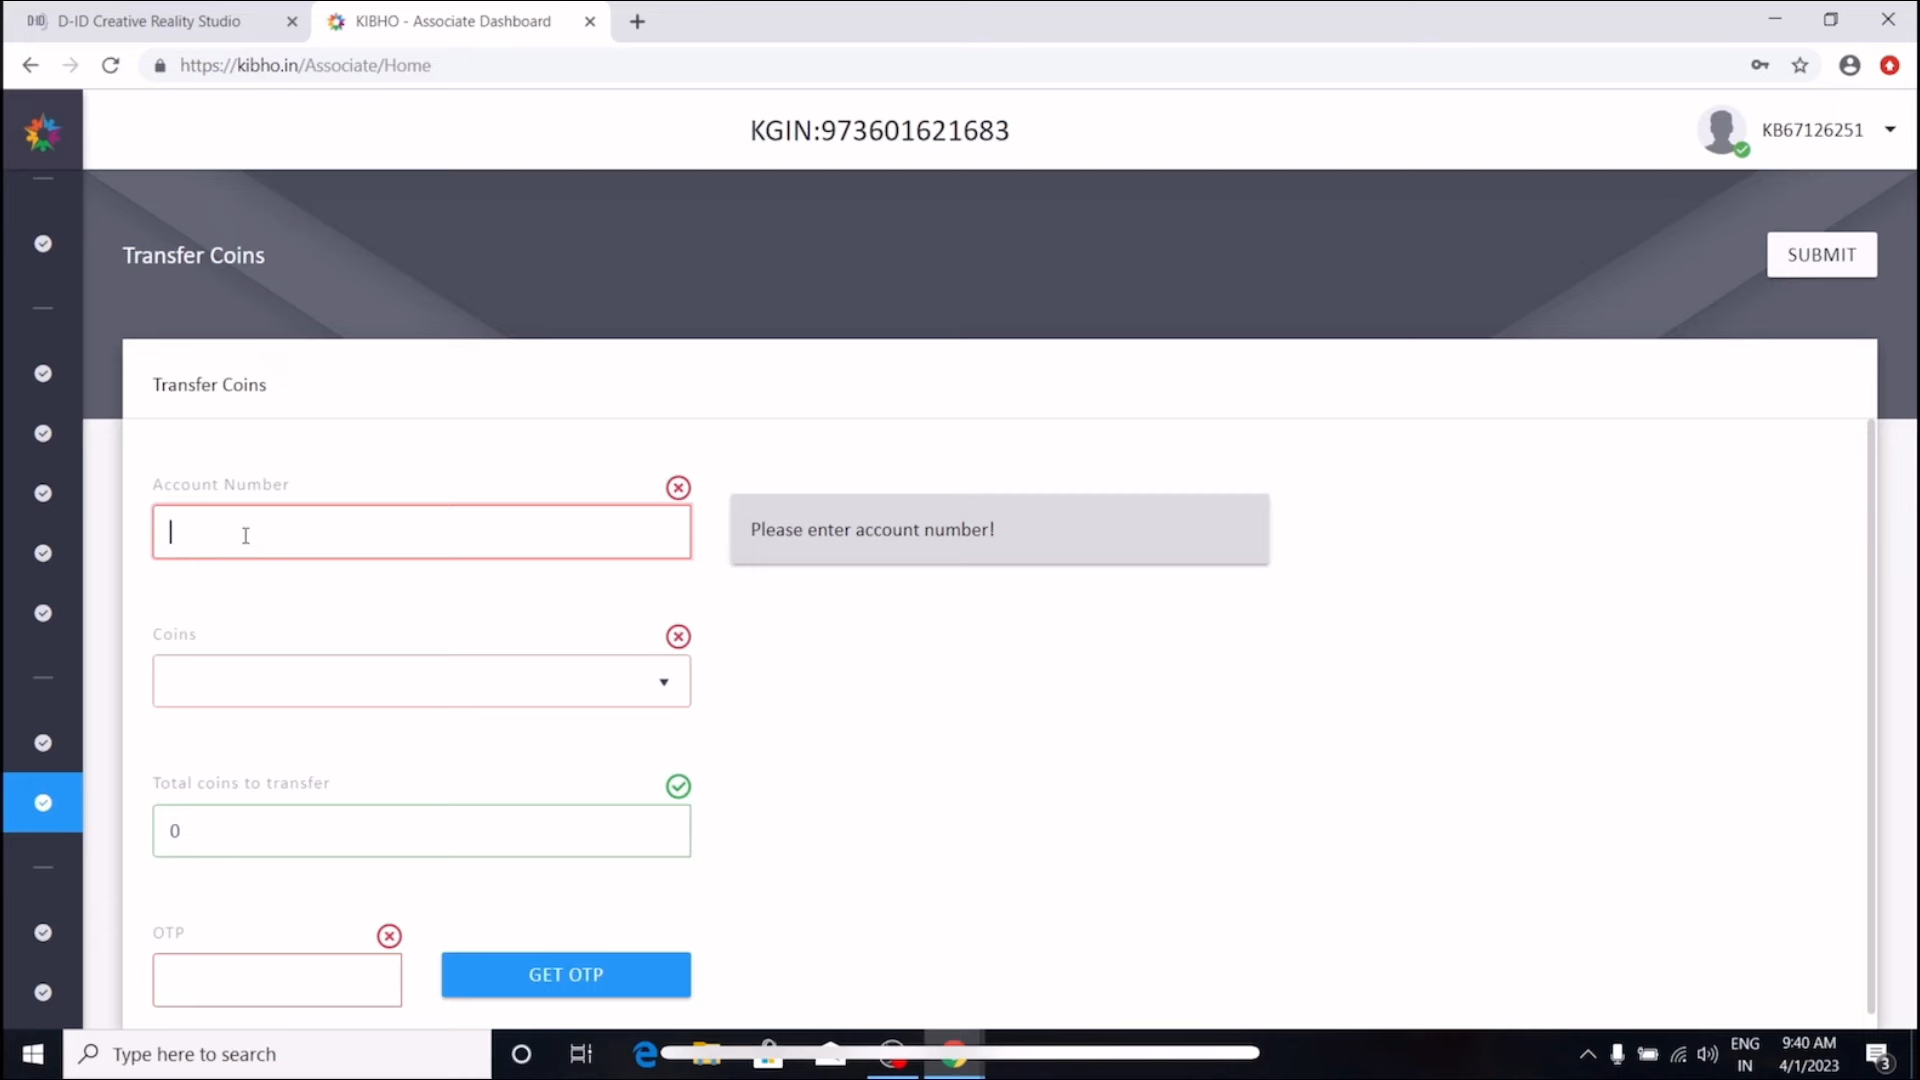 D-ID D-ID Creative Reality Studio
KIBHO - Associate Dashboard
https://kibho.in/Associate/Home
KGIN:973601621683
KB67126251
Transfer Coins
SUBMIT
Transfer Coins
Account Number
Please enter account number!
Coins
Total coins to transfer
0
OTP
GET OTP
Type here to search
ENG
IN
9:40 AM
4/1/2023
3